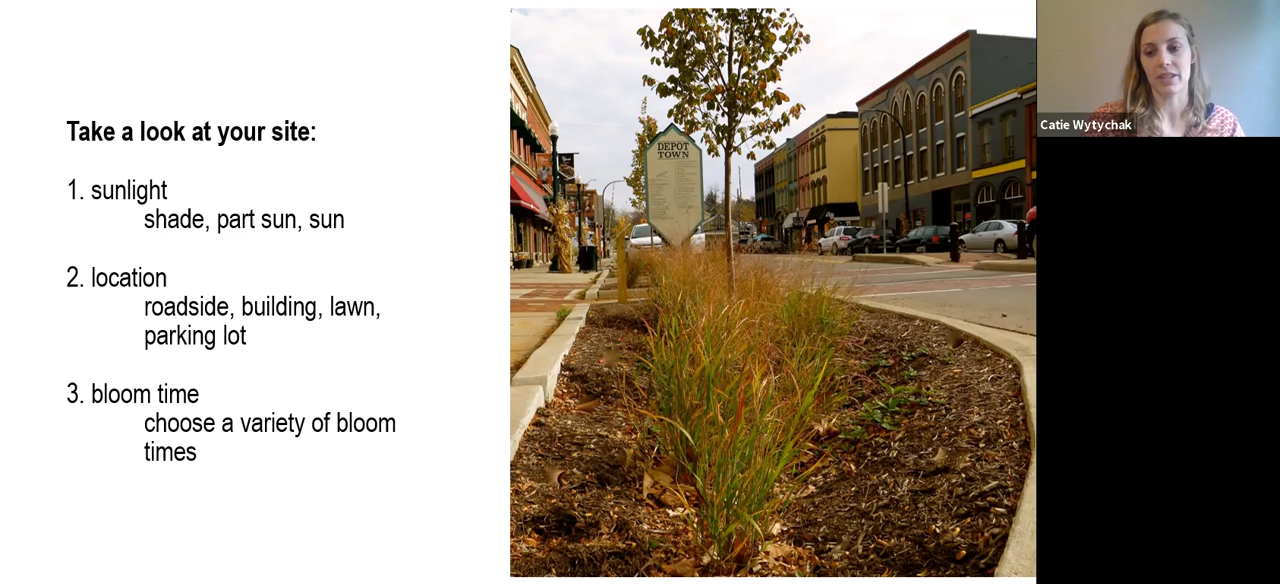 Take a look at your site:
1. sunlight
shade, part sun, sun
2. location
roadside, building, lawn,
parking lot
3. bloom time
choose a variety of bloom
times
DEPOT
TOWN
Catie Wytychak